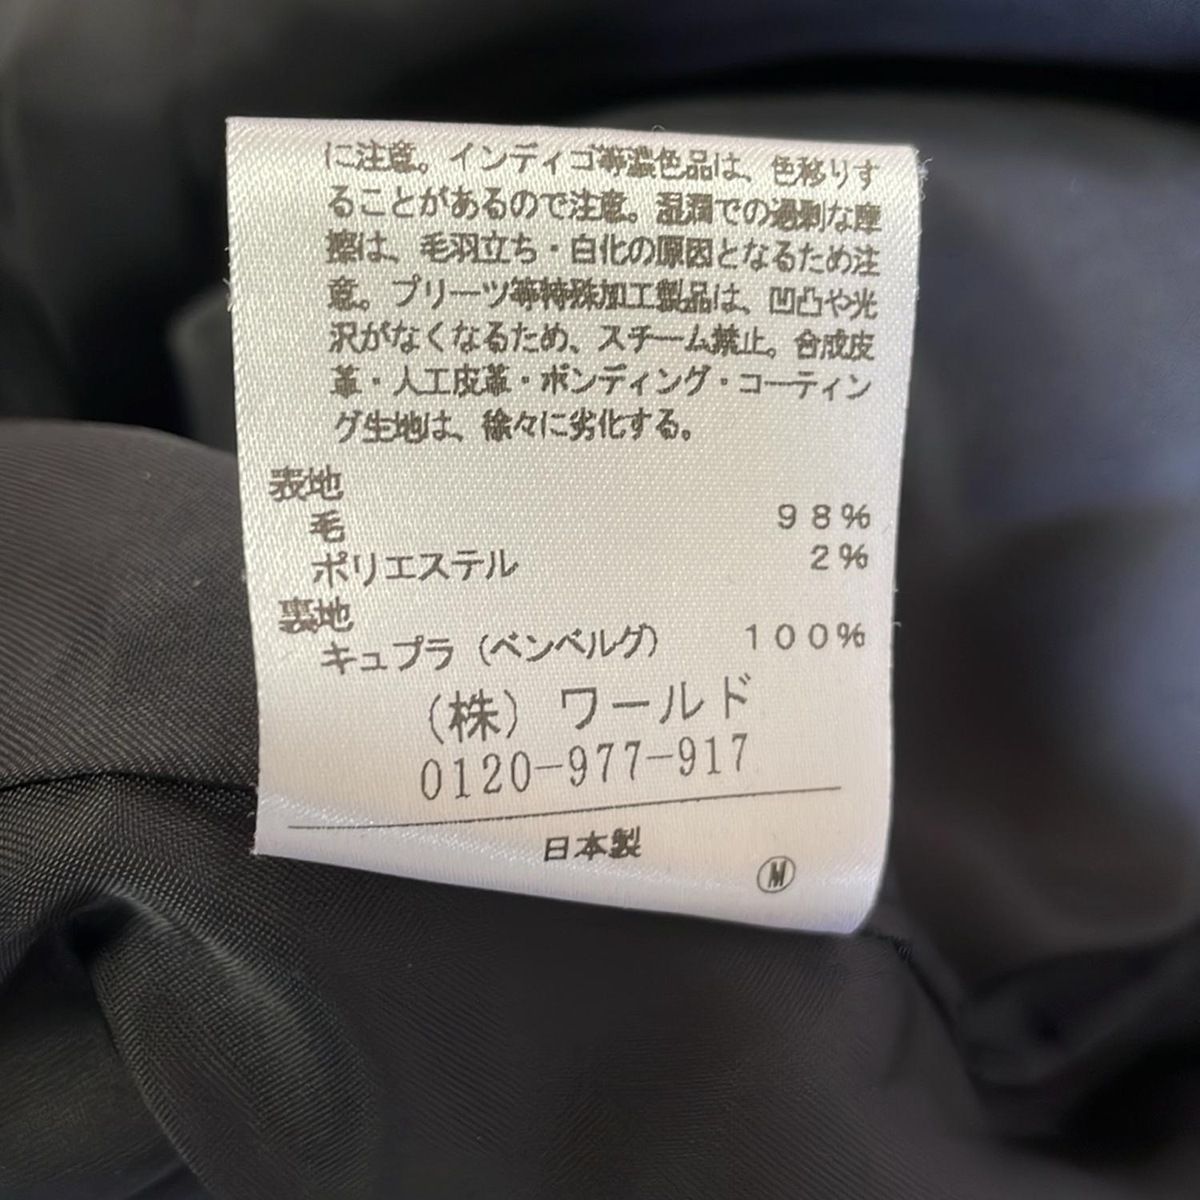 に注意。インディゴ等濃色品は、色移りす
ることがあるので注意。湿潤での過剰な摩
擦は、毛羽立ち・白化の原因となるため注
意。プリーツ等特殊加工製品は、凹凸や光
沢がなくなるため、スチーム禁止。合成皮
革・人工皮革・ボンディング・コーティン
グ生地は、徐々に劣化する。
表地
毛 98%
ポリエステル 2%
裏地
キュプラ(ベンベルグ) 100%
(株)ワールド
0120-977-917
日本製
Ⓜ